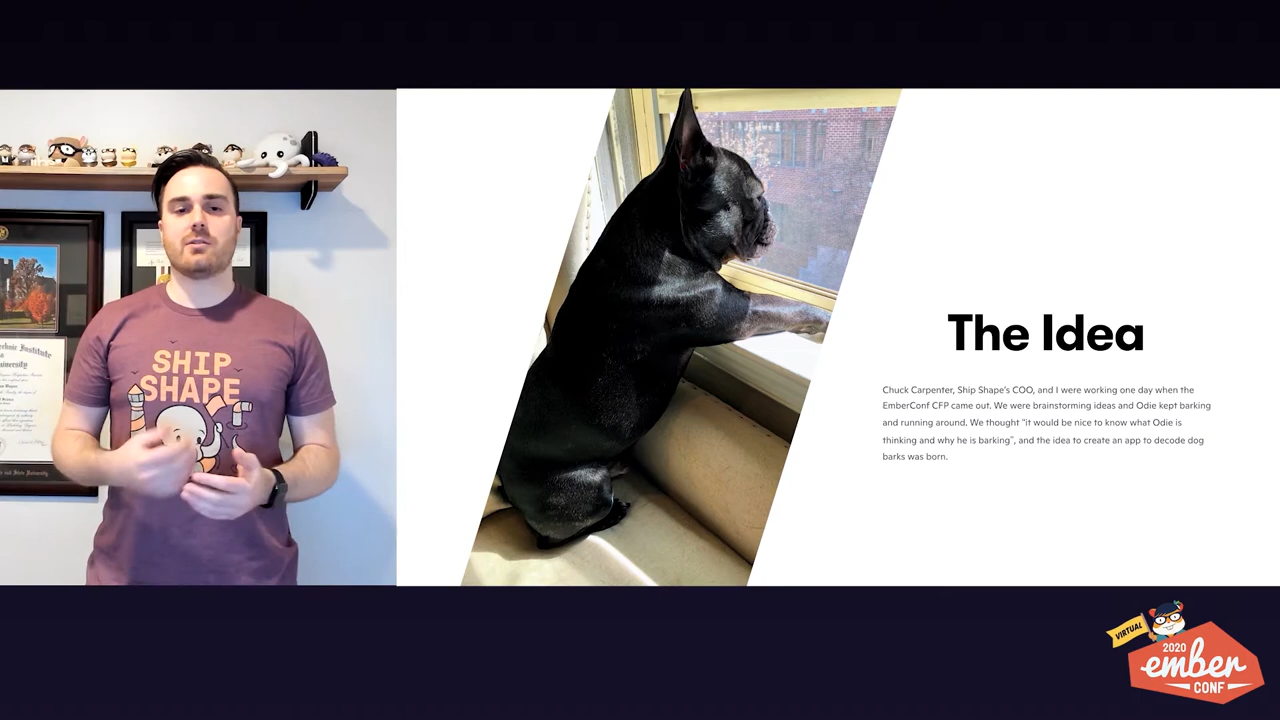 SHIP
SHAPE
The Idea
Chuck Carpenter, Ship Shape's COO, and I were working one day when the
EmberConf CFP came out. We were brainstorming ideas and Odie kept barking
and running around. We thought "it would be nice to know what Odie is
thinking and why he is barking", and the idea to create an app to decode dog
barks was born.
VIRTUAL
2020
ember
CONF